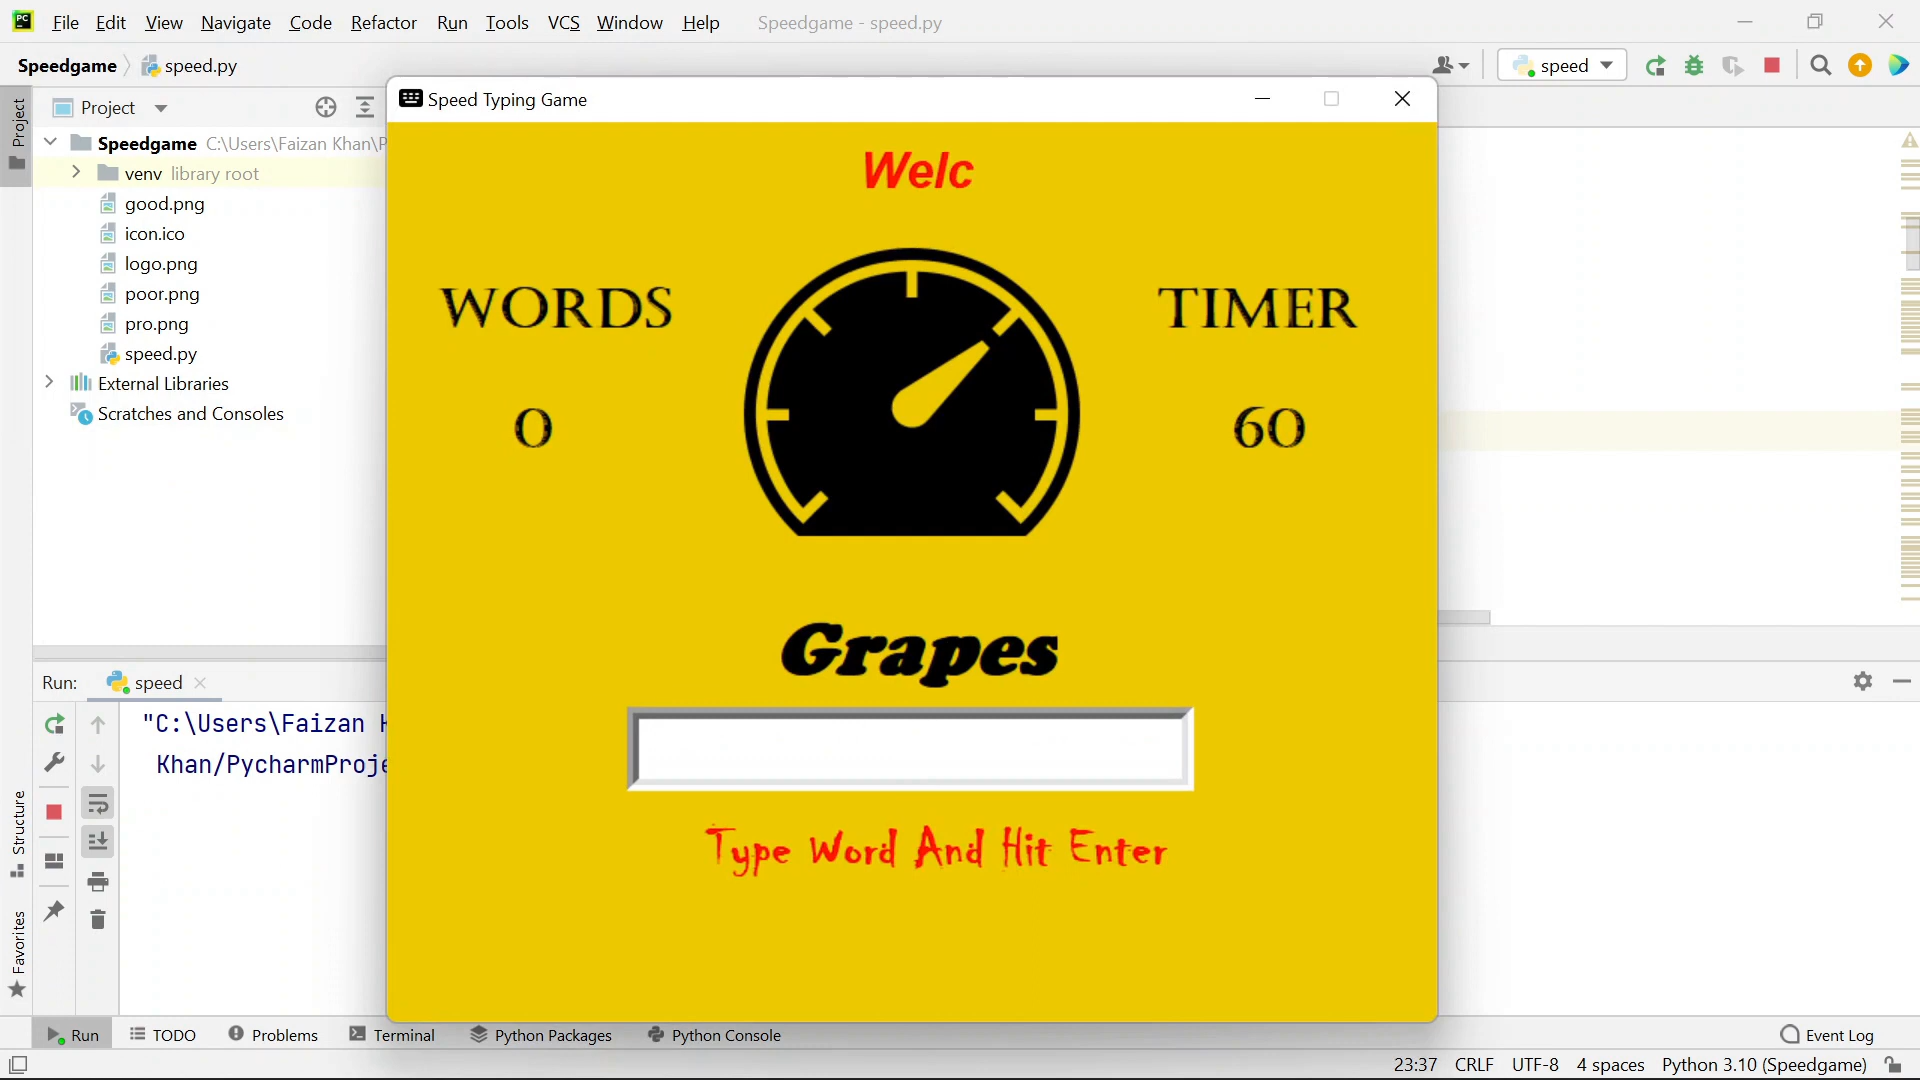 File Edit View Navigate Code Refactor Run Tools VCS Window Help Speedgame - speed.py
Speedgame speed.py
speed
Project
Project
Speedgame C:\Users\Faizan Khan\P
venv library root
good.png
icon.ico
logo.png
poor.png
pro.png
speed.py
External Libraries
Scratches and Consoles
Speed Typing Game
Welc
WORDS
TIMER
0
60
Grapes
Type Word And Hit Enter
Run: speed
"C:\Users\Faizan K
Khan/PycharmProje
Structure
Favorites
Run TODO Problems Terminal Python Packages Python Console Event Log
23:37 CRLF UTF-8 4 spaces Python 3.10 (Speedgame)